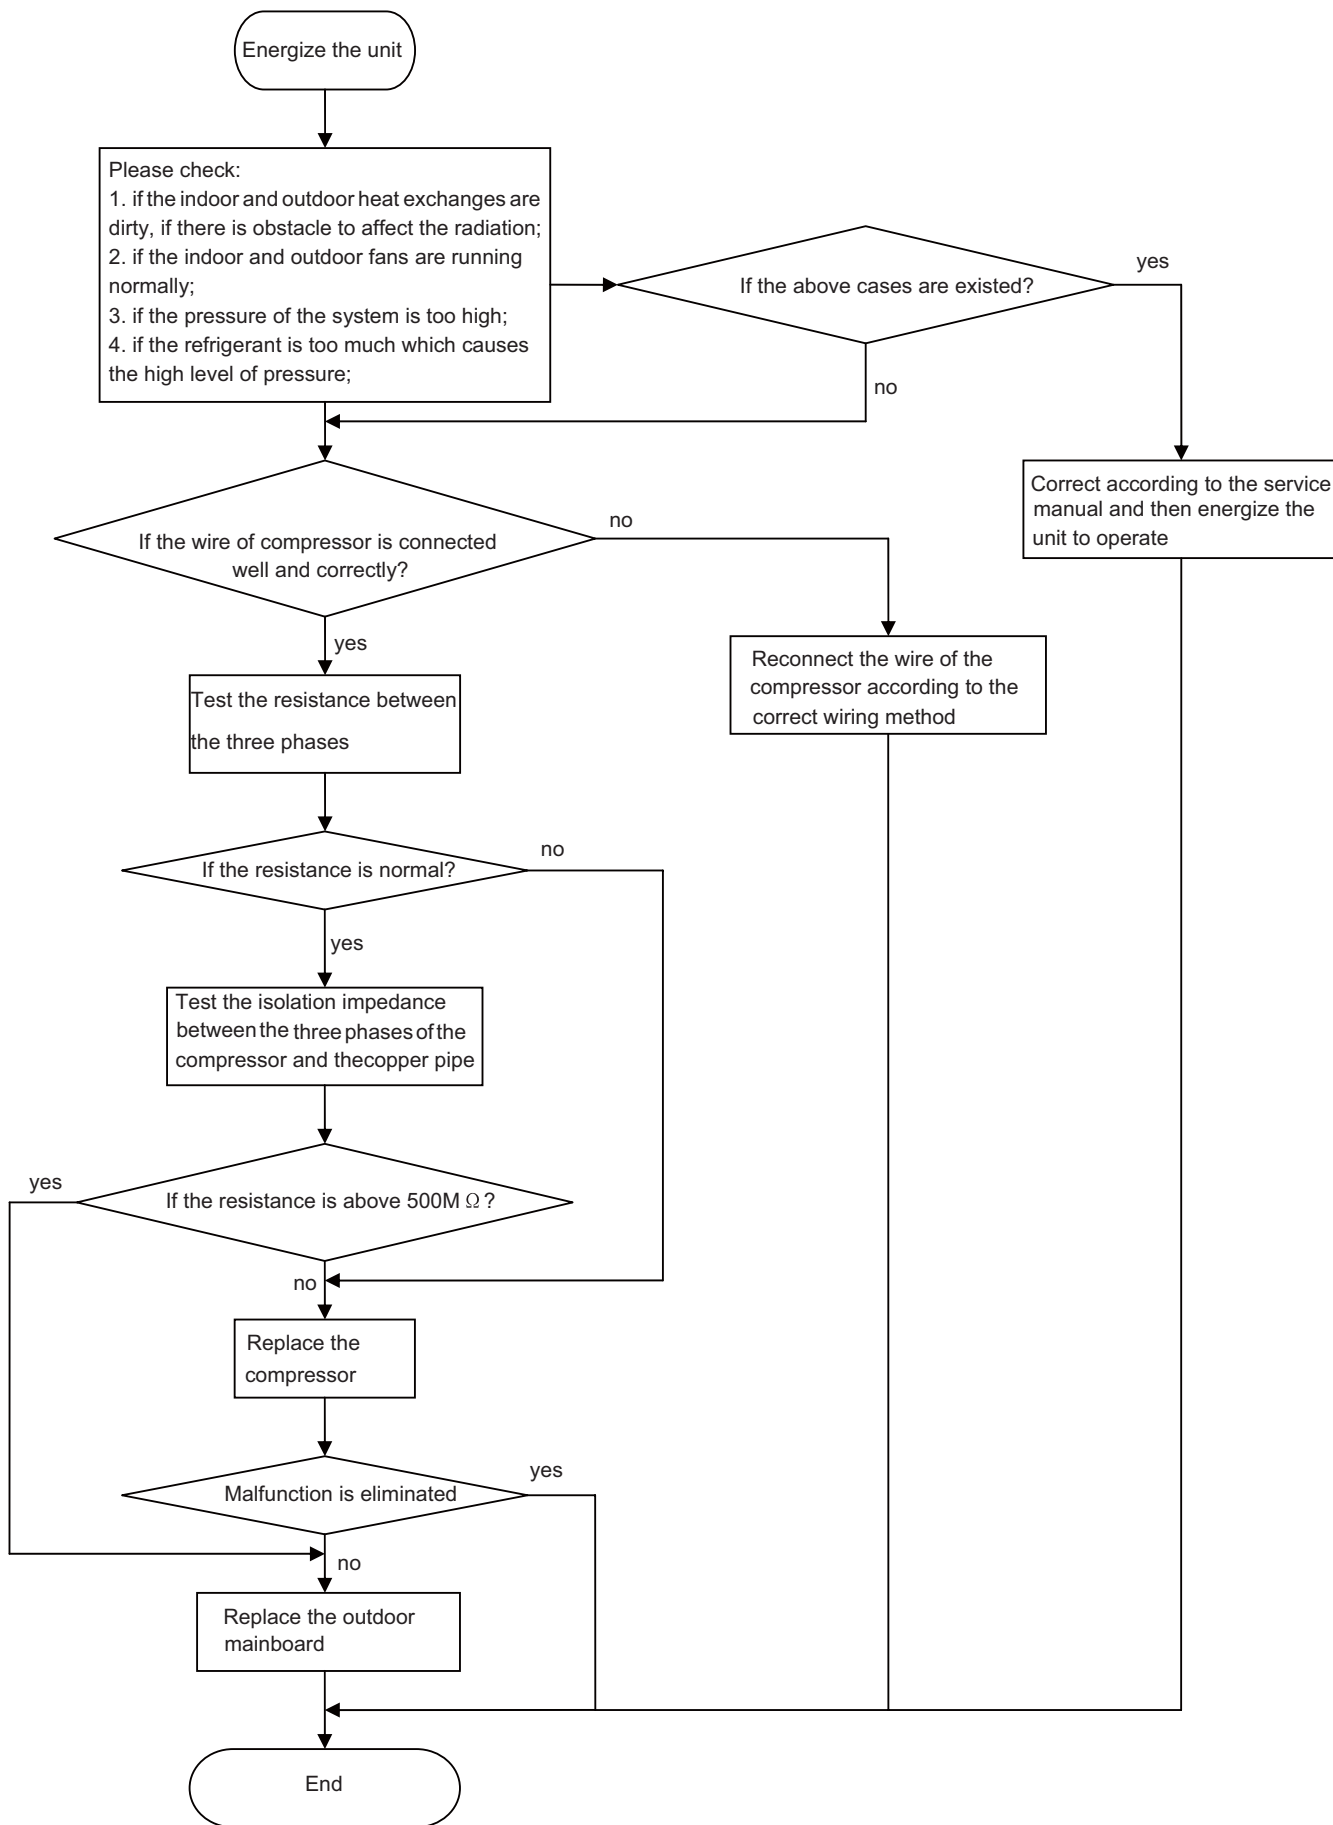 Energize the unit
Please check:
1. if the indoor and outdoor heat exchanges are
dirty, if there is obstacle to affect the radiation;
2. if the indoor and outdoor fans are running
normally;
3. if the pressure of the system is too high;
4. if the refrigerant is too much which causes
the high level of pressure;
If the above cases are existed?
yes
no
Correct according to the service
manual and then energize the
unit to operate
If the wire of compressor is connected
well and correctly?
no
yes
Reconnect the wire of the
compressor according to the
correct wiring method
Test the resistance between
the three phases
If the resistance is normal?
no
yes
Test the isolation impedance
between the three phases of the
compressor and thecopper pipe
yes
If the resistance is above 500M Ω ?
no
Replace the
compressor
Malfunction is eliminated
yes
no
Replace the outdoor
mainboard
End